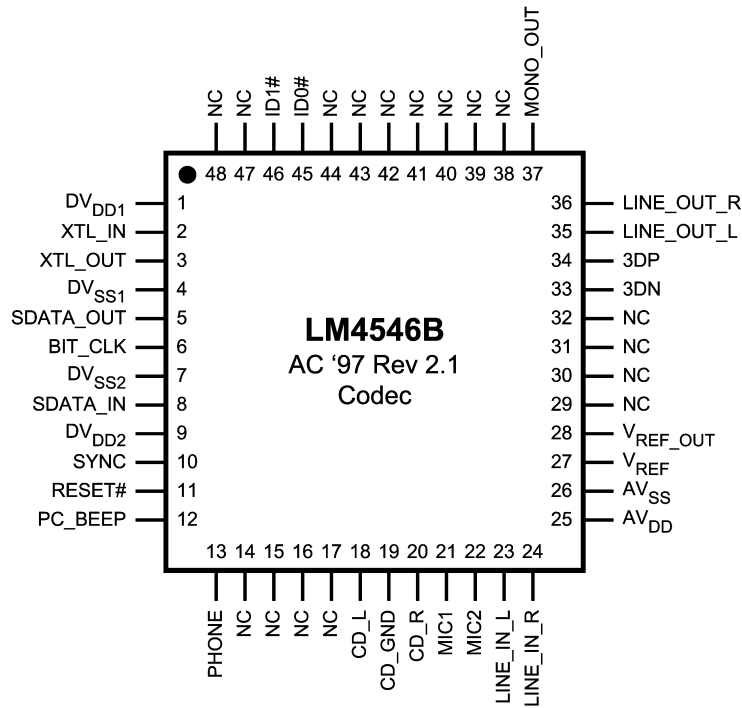 MONO_OUT
NC
NC
ID1#
ID0#
NC
NC
NC
NC
NC
NC
NC
48 47 46 45 44 43 42 41 40 39 38 37
DVDD1 1
XTL_IN 2
XTL_OUT 3
DVSS1 4
SDATA_OUT 5
BIT_CLK 6
DVSS2 7
SDATA_IN 8
DVDD2 9
SYNC 10
RESET# 11
PC_BEEP 12
LM4546B
AC ‘97 Rev 2.1
Codec
36 LINE_OUT_R
35 LINE_OUT_L
34 3DP
33 3DN
32 NC
31 NC
30 NC
29 NC
28 VREF_OUT
27 VREF
26 AVSS
25 AVDD
13 14 15 16 17 18 19 20 21 22 23 24
PHONE
NC
NC
NC
NC
CD_L
CD_GND
CD_R
MIC1
MIC2
LINE_IN_L
LINE_IN_R